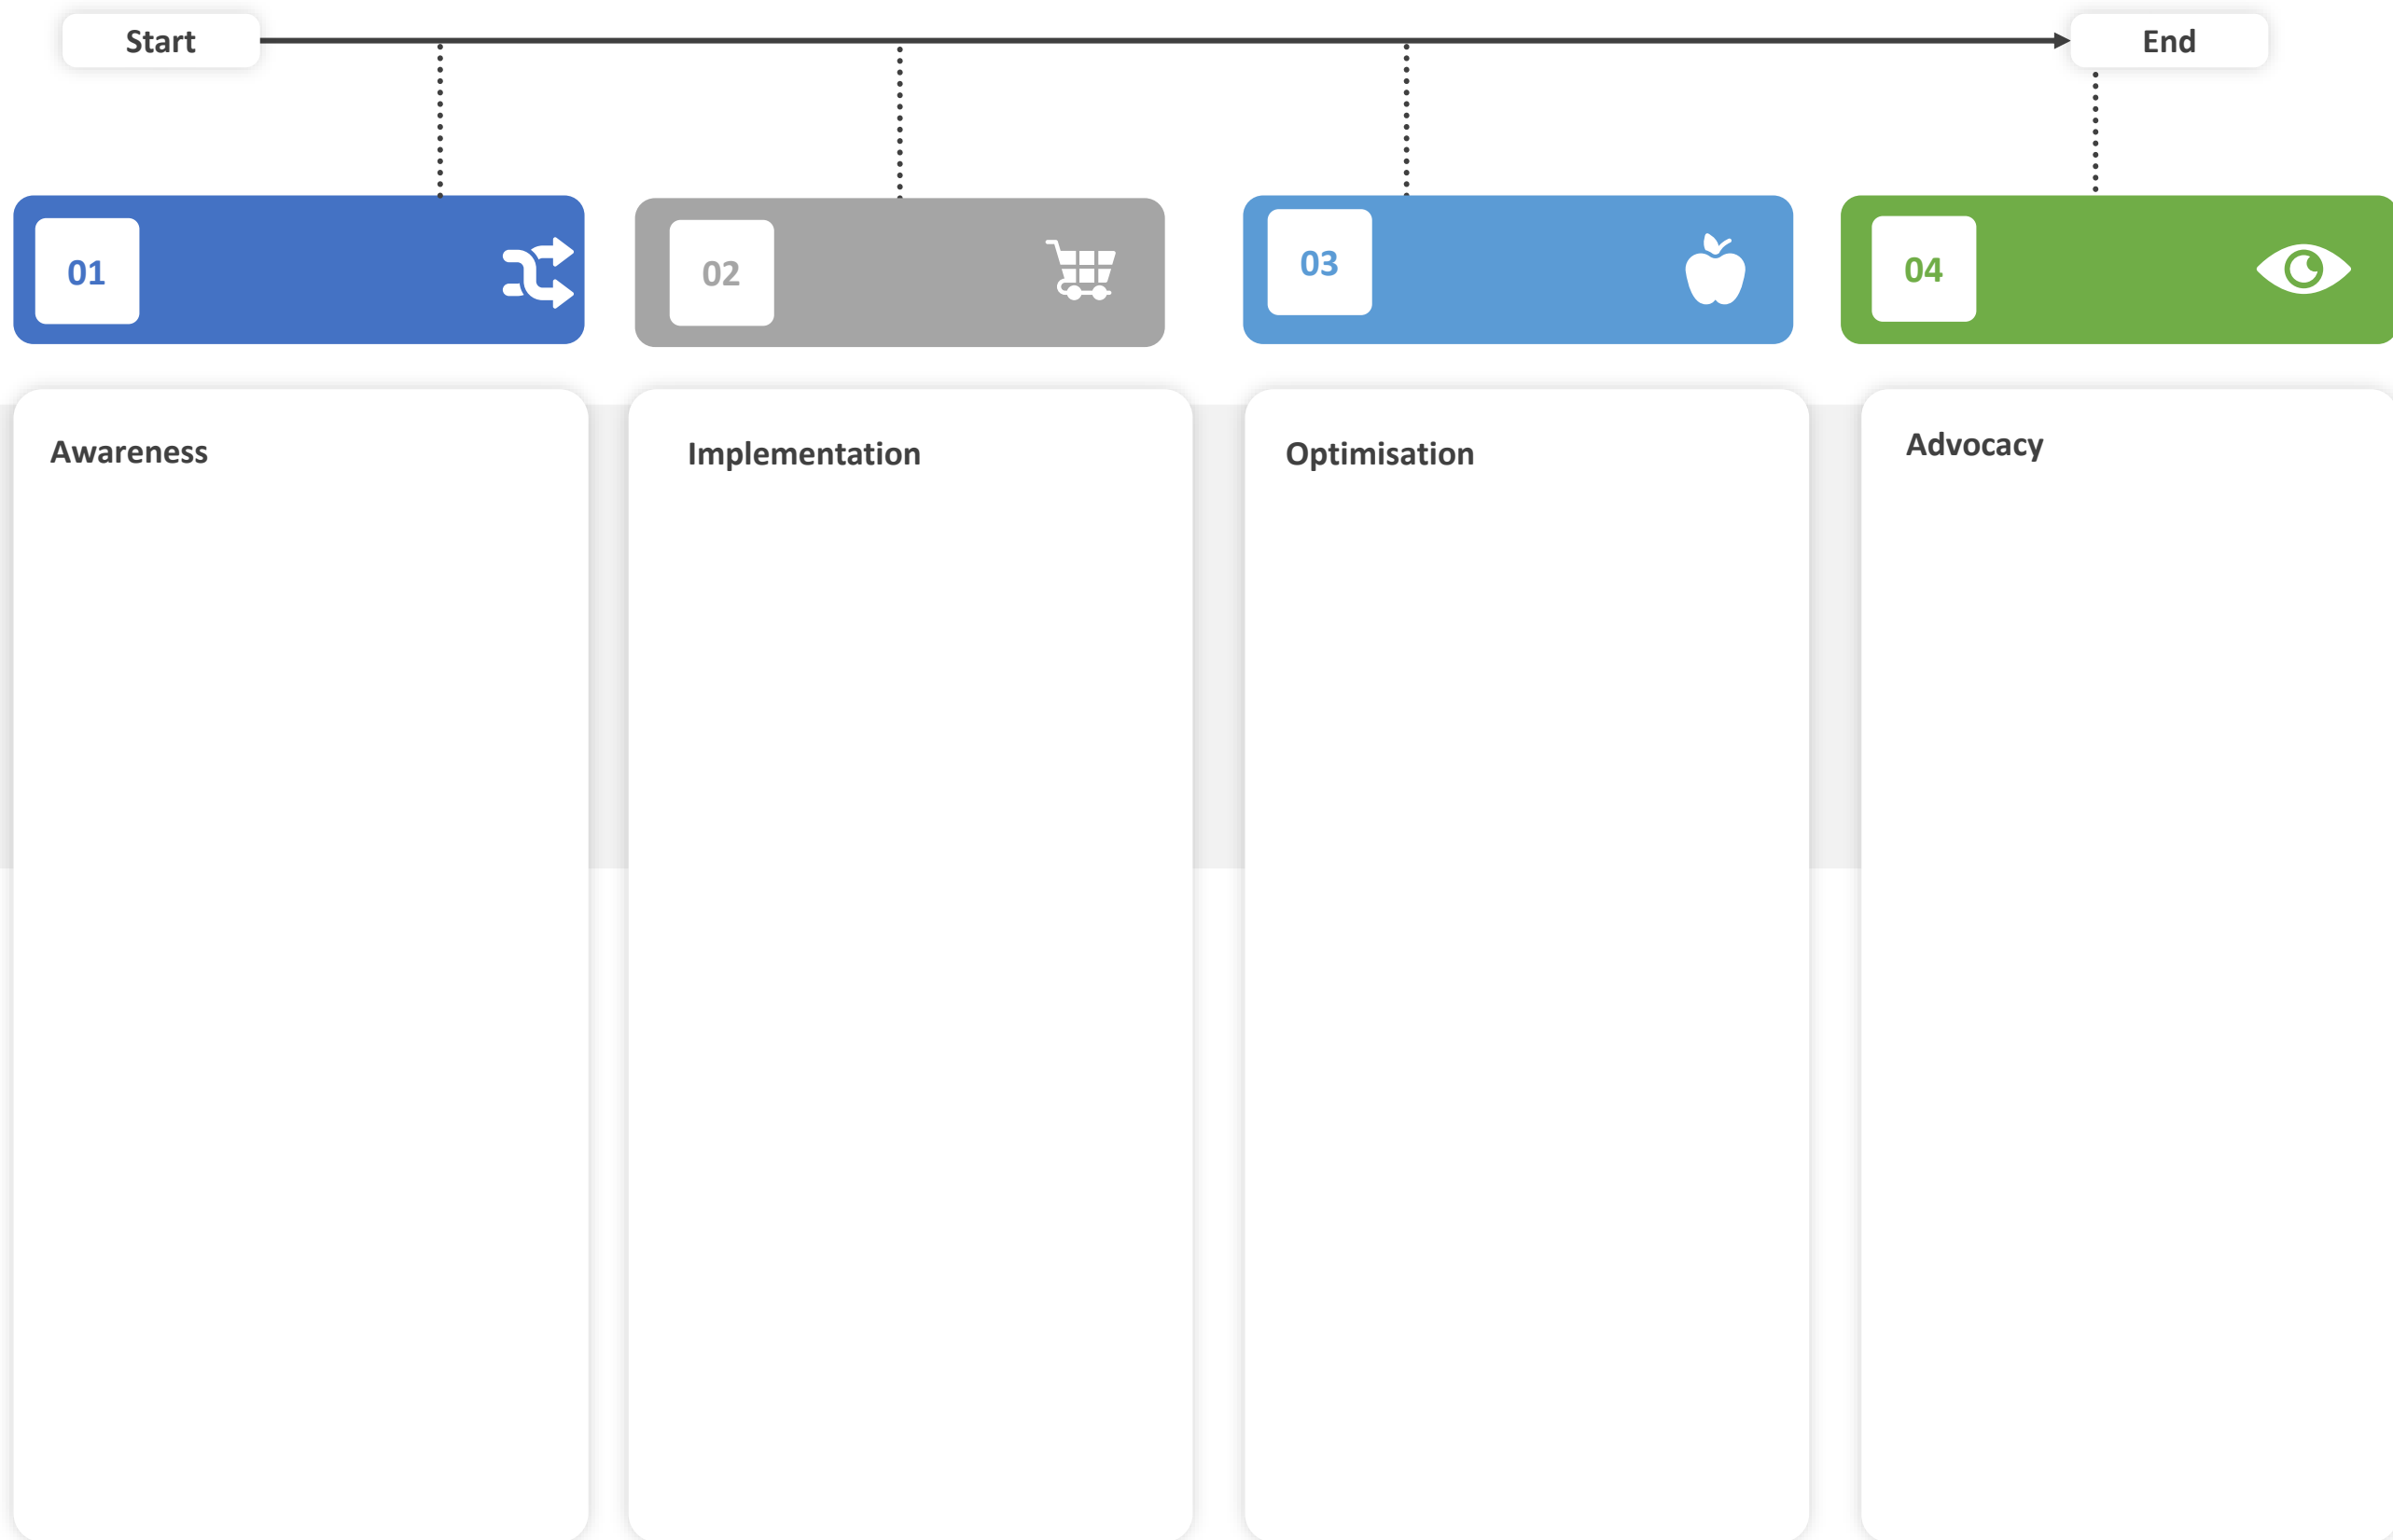 Start
End
01
02
03
04
Awareness
Implementation
Optimisation
Advocacy